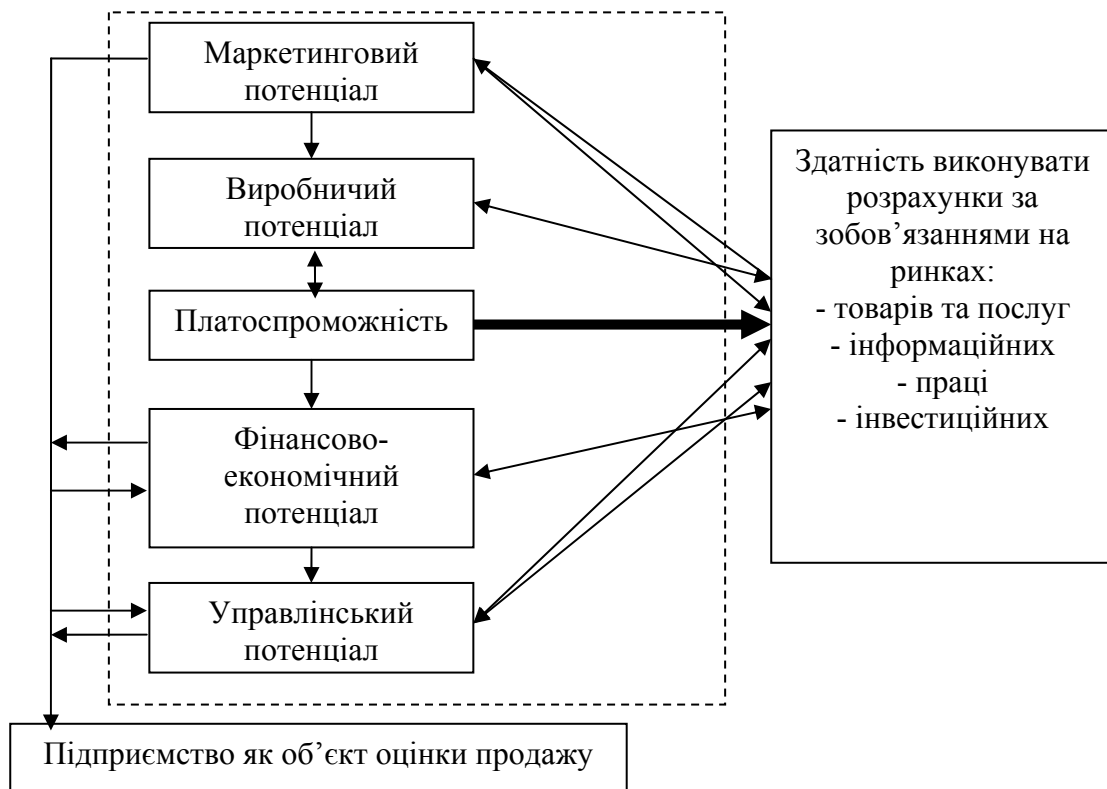 Маркетинговий
потенціал
Виробничий
потенціал
Платоспроможність
Фінансово-
економічний
потенціал
Управлінський
потенціал
Здатність виконувати
розрахунки за
зобов’язаннями на
ринках:
- товарів та послуг
- інформаційних
- праці
- інвестиційних
Підприємство як об’єкт оцінки продажу